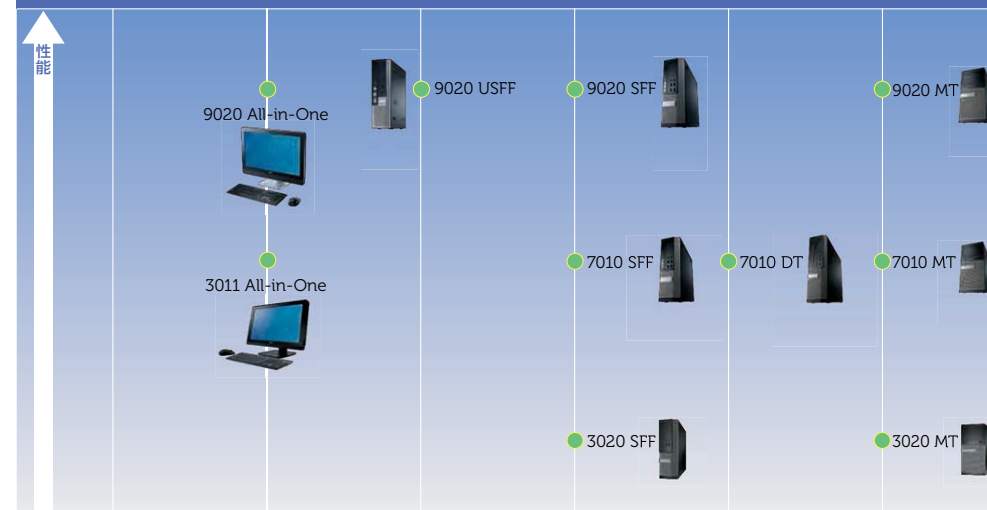 性
能
9020 USFF
9020 SFF
9020 MT
9020 All-in-One
7010 SFF
7010 DT
7010 MT
3011 All-in-One
3020 SFF
3020 MT